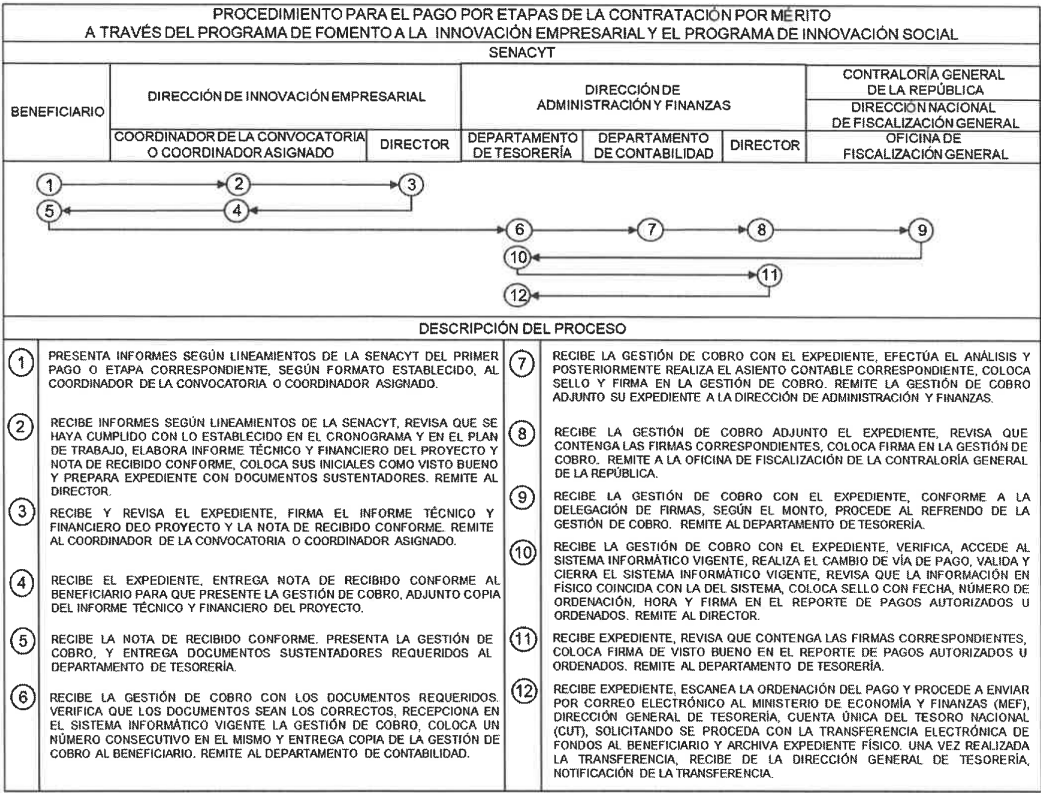 PROCEDIMIENTO PARA EL PAGO POR ETAPAS DE LA CONTRATACIÓN POR MÉRITO
A TRAVÉS DEL PROGRAMA DE FOMENTO A LA INNOVACIÓN EMPRESARIAL Y EL PROGRAMA DE INNOVACIÓN SOCIAL
SENACYT
BENEFICIARIO
DIRECCIÓN DE INNOVACIÓN EMPRESARIAL
COORDINADOR DE LA CONVOCATORIA
O COORDINADOR ASIGNADO
DIRECTOR
DIRECCIÓN DE
ADMINISTRACIÓN Y FINANZAS
DEPARTAMENTO
DE TESORERÍA
DEPARTAMENTO
DE CONTABILIDAD
DIRECTOR
CONTRALORÍA GENERAL
DE LA REPÚBLICA
DIRECCIÓN NACIONAL
DE FISCALIZACIÓN GENERAL
OFICINA DE
FISCALIZACIÓN GENERAL
1 2 3
5 4
6 7 8 9
10
11
12
DESCRIPCIÓN DEL PROCESO
1
PRESENTA INFORMES SEGÚN LINEAMIENTOS DE LA SENACYT DEL PRIMER
PAGO O ETAPA CORRESPONDIENTE, SEGÚN FORMATO ESTABLECIDO, AL
COORDINADOR DE LA CONVOCATORIA O COORDINADOR ASIGNADO.
2
RECIBE INFORMES SEGÚN LINEAMIENTOS DE LA SENACYT, REVISA QUE SE
HAYA CUMPLIDO CON LO ESTABLECIDO EN EL CRONOGRAMA Y EN EL PLAN
DE TRABAJO, ELABORA INFORME TÉCNICO Y FINANCIERO DEL PROYECTO Y
NOTA DE RECIBIDO CONFORME, COLOCA SUS INICIALES COMO VISTO BUENO
Y PREPARA EXPEDIENTE CON DOCUMENTOS SUSTENTADORES. REMITE AL
DIRECTOR.
3
RECIBE Y REVISA EL EXPEDIENTE, FIRMA EL INFORME TÉCNICO Y
FINANCIERO DEO PROYECTO Y LA NOTA DE RECIBIDO CONFORME. REMITE
AL COORDINADOR DE LA CONVOCATORIA O COORDINADOR ASIGNADO.
4
RECIBE EL EXPEDIENTE, ENTREGA NOTA DE RECIBIDO CONFORME AL
BENEFICIARIO PARA QUE PRESENTE LA GESTIÓN DE COBRO, ADJUNTO COPIA
DEL INFORME TÉCNICO Y FINANCIERO DEL PROYECTO.
5
RECIBE LA NOTA DE RECIBIDO CONFORME. PRESENTA LA GESTIÓN DE
COBRO, Y ENTREGA DOCUMENTOS SUSTENTADORES REQUERIDOS AL
DEPARTAMENTO DE TESORERÍA.
6
RECIBE LA GESTIÓN DE COBRO CON LOS DOCUMENTOS REQUERIDOS.
VERIFICA QUE LOS DOCUMENTOS SEAN LOS CORRECTOS, RECEPCIONA EN
EL SISTEMA INFORMÁTICO VIGENTE LA GESTIÓN DE COBRO, COLOCA UN
NÚMERO CONSECUTIVO EN EL MISMO Y ENTREGA COPIA DE LA GESTIÓN DE
COBRO AL BENEFICIARIO. REMITE AL DEPARTAMENTO DE CONTABILIDAD.
7
RECIBE LA GESTIÓN DE COBRO CON EL EXPEDIENTE, EFECTÚA EL ANÁLISIS Y
POSTERIORMENTE REALIZA EL ASIENTO CONTABLE CORRESPONDIENTE, COLOCA
SELLO Y FIRMA EN LA GESTIÓN DE COBRO. REMITE LA GESTIÓN DE COBRO
ADJUNTO SU EXPEDIENTE A LA DIRECCIÓN DE ADMINISTRACIÓN Y FINANZAS.
8
RECIBE LA GESTIÓN DE COBRO ADJUNTO EL EXPEDIENTE, REVISA QUE
CONTENGA LAS FIRMAS CORRESPONDIENTES, COLOCA FIRMA EN LA GESTIÓN DE
COBRO. REMITE A LA OFICINA DE FISCALIZACIÓN DE LA CONTRALORÍA GENERAL
DE LA REPÚBLICA.
9
RECIBE LA GESTIÓN DE COBRO CON EL EXPEDIENTE, CONFORME A LA
DELEGACIÓN DE FIRMAS, SEGÚN EL MONTO, PROCEDE AL REFRENDO DE LA
GESTIÓN DE COBRO. REMITE AL DEPARTAMENTO DE TESORERÍA.
10
RECIBE LA GESTIÓN DE COBRO CON EL EXPEDIENTE, VERIFICA, ACCEDE AL
SISTEMA INFORMÁTICO VIGENTE, REALIZA EL CAMBIO DE VÍA DE PAGO, VALIDA Y
CIERRA EL SISTEMA INFORMÁTICO VIGENTE, REVISA QUE LA INFORMACIÓN EN
FÍSICO COINCIDA CON LA DEL SISTEMA, COLOCA SELLO CON FECHA, NÚMERO DE
ORDENACIÓN, HORA Y FIRMA EN EL REPORTE DE PAGOS AUTORIZADOS U
ORDENADOS. REMITE AL DIRECTOR.
11
RECIBE EXPEDIENTE, REVISA QUE CONTENGA LAS FIRMAS CORRESPONDIENTES,
COLOCA FIRMA DE VISTO BUENO EN EL REPORTE DE PAGOS AUTORIZADOS U
ORDENADOS. REMITE AL DEPARTAMENTO DE TESORERÍA.
12
RECIBE EXPEDIENTE, ESCANEA LA ORDENACIÓN DEL PAGO Y PROCEDE A ENVIAR
POR CORREO ELECTRÓNICO AL MINISTERIO DE ECONOMÍA Y FINANZAS (MEF),
DIRECCIÓN GENERAL DE TESORERÍA, CUENTA ÚNICA DEL TESORO NACIONAL
(CUT), SOLICITANDO SE PROCEDA CON LA TRANSFERENCIA ELECTRÓNICA DE
FONDOS AL BENEFICIARIO Y ARCHIVA EXPEDIENTE FÍSICO. UNA VEZ REALIZADA
LA TRANSFERENCIA, RECIBE DE LA DIRECCIÓN GENERAL DE TESORERÍA,
NOTIFICACIÓN DE LA TRANSFERENCIA.